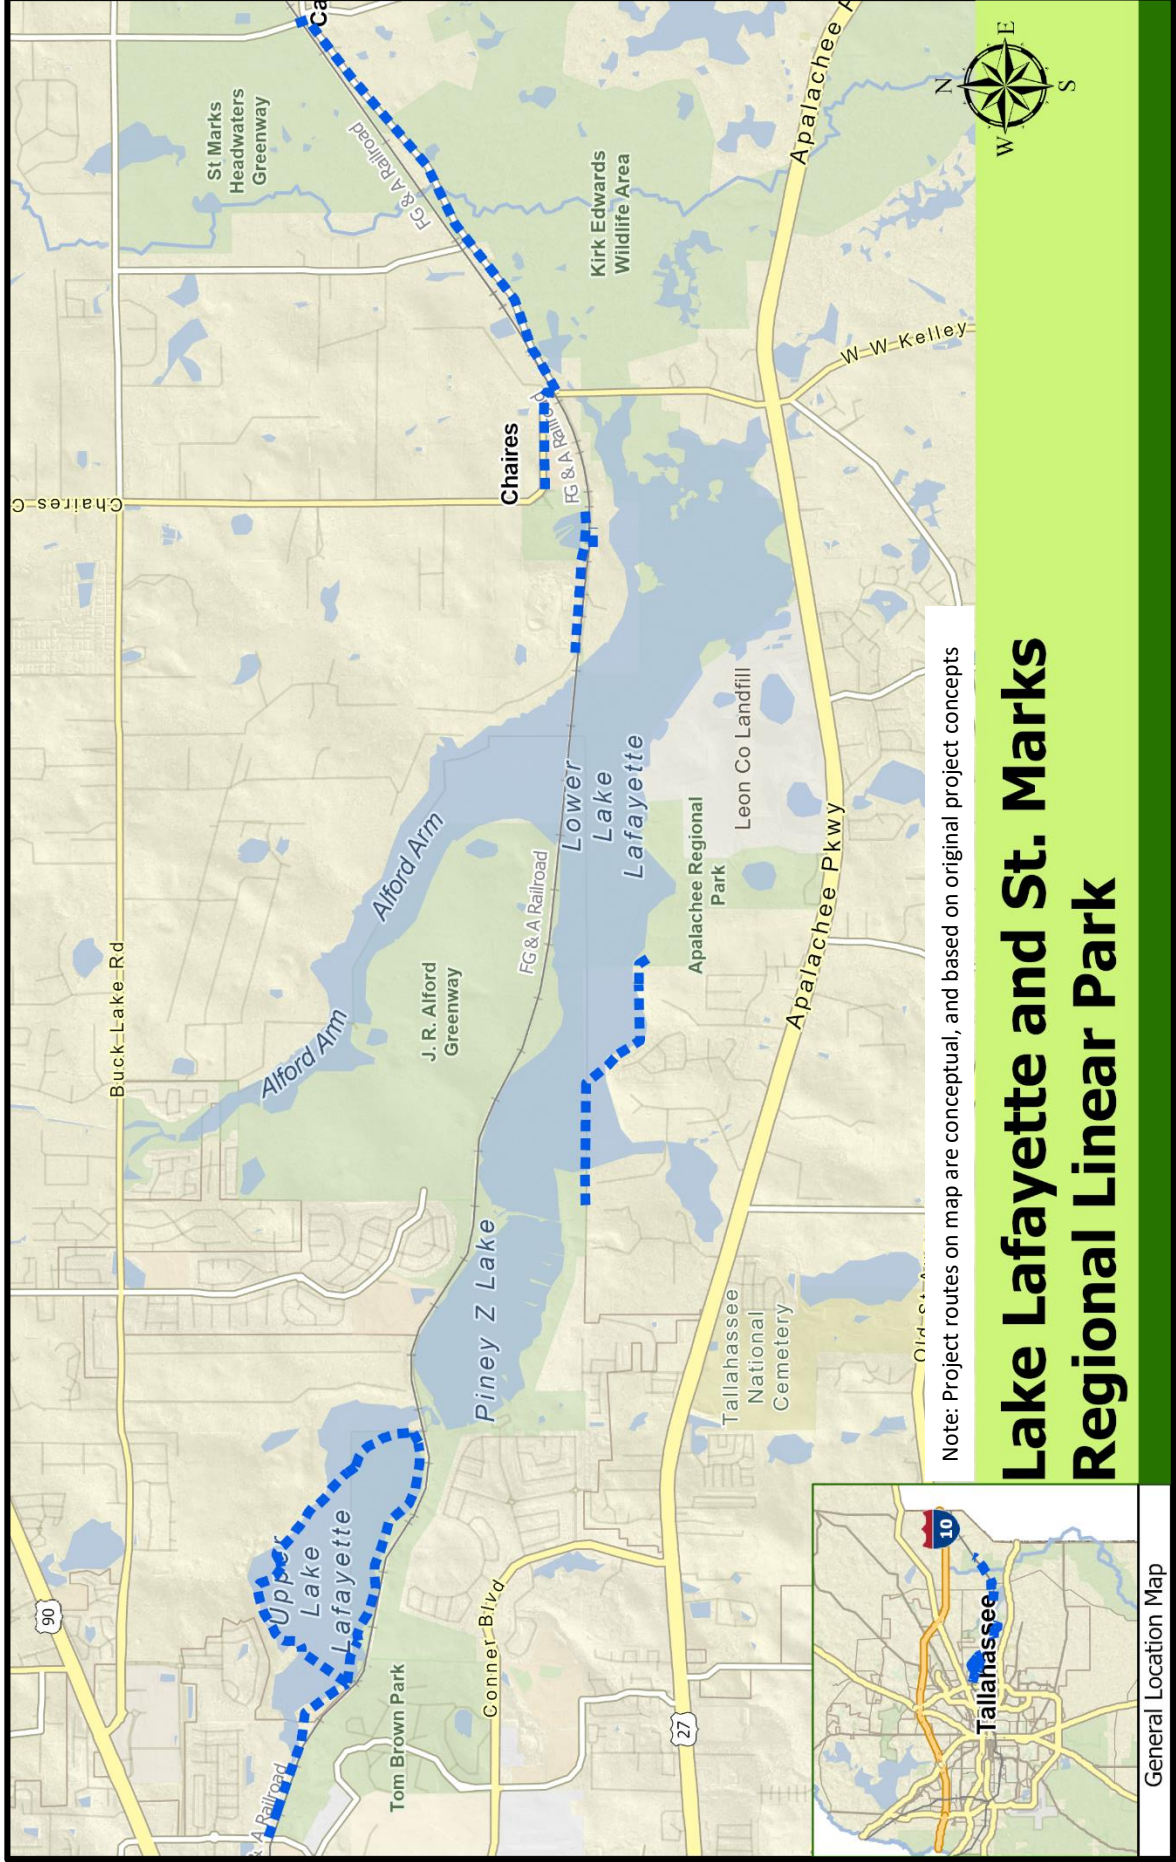 90
A Railroad
Upper
Lake
Lafayette
Tom Brown Park
Conner Blvd
27
Buck Lake Rd
Piney Z Lake
Tallahassee
National
Cemetery
Alford Arm
Alford Arm
J. R. Alford
Greenway
FG & A Railroad
Lower
Lake
Lafayette
Apalachee Regional
Park
Leon Co Landfill
Apalachee Pkwy
Chaires C
Chaires
FG & A Railroad
FG & A Railroad
St Marks
Headwaters
Greenway
Kirk Edwards
Wildlife Area
W W Kelley
Apalachee P
Ca
N
E
S
W
Note: Project routes on map are conceptual, and based on original project concepts
Lake Lafayette and St. Marks
Regional Linear Park
10
Tallahassee
General Location Map